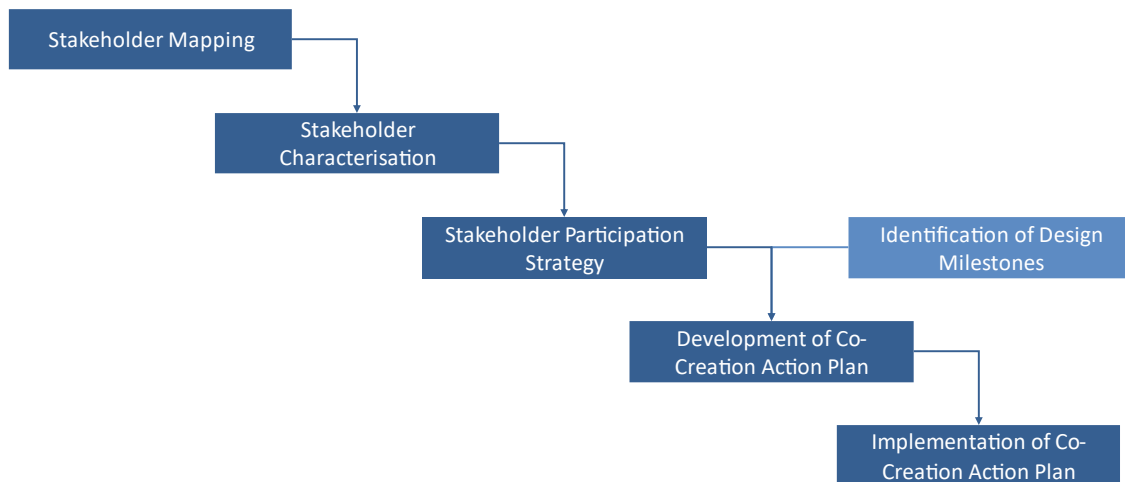 Stakeholder Mapping
Stakeholder
Characterisation
Stakeholder Participation
Strategy
Identification of Design
Milestones
Development of Co-
Creation Action Plan
Implementation of Co-
Creation Action Plan